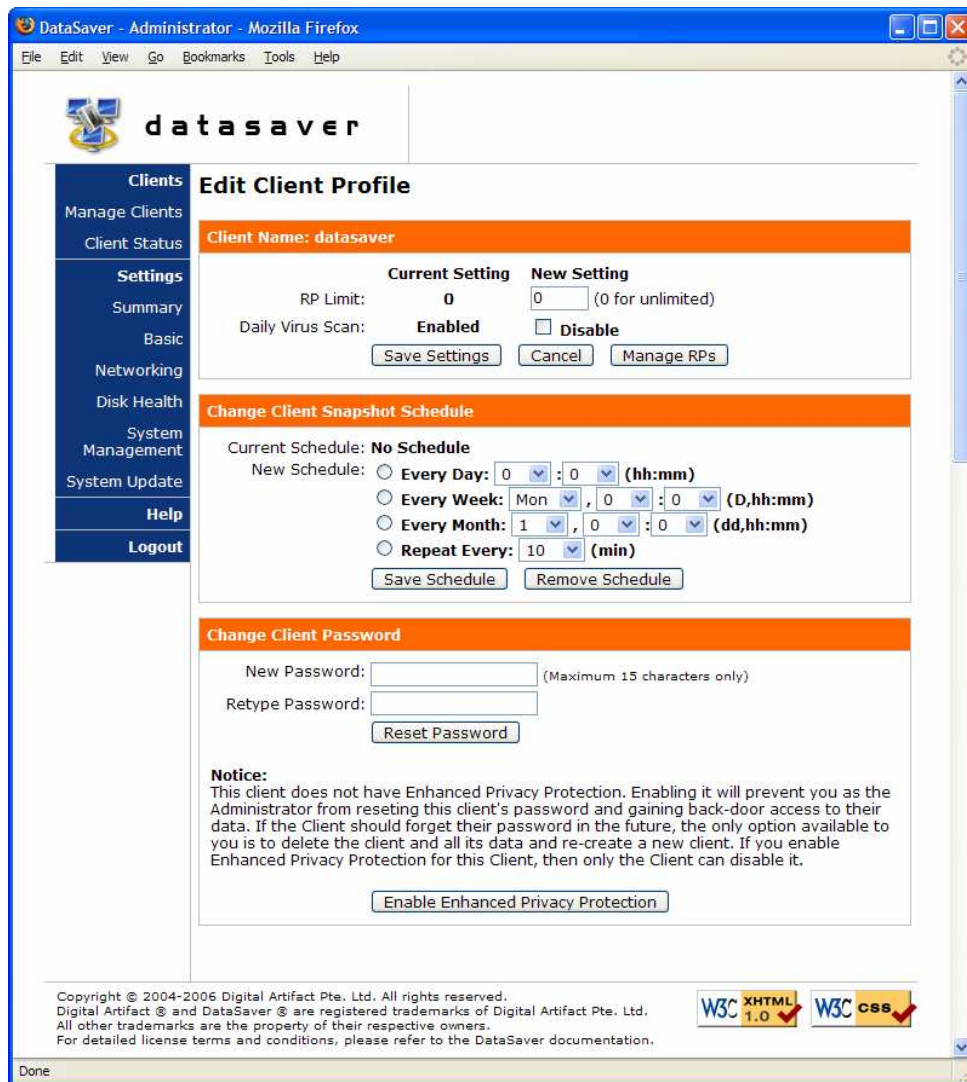 DataSaver - Administrator - Mozilla Firefox
File Edit View Go Bookmarks Tools Help
datasaver
Clients
Manage Clients
Client Status
Settings
Summary
Basic
Networking
Disk Health
System
Management
System Update
Help
Logout
Edit Client Profile
Client Name: datasaver
Current Setting New Setting
RP Limit: 0 0 (0 for unlimited)
Daily Virus Scan: Enabled Disable
Save Settings Cancel Manage RPs
Change Client Snapshot Schedule
Current Schedule: No Schedule
New Schedule: Every Day: 0 : 0 (hh:mm)
Every Week: Mon , 0 : 0 (D,hh:mm)
Every Month: 1 , 0 : 0 (dd,hh:mm)
Repeat Every: 10 (min)
Save Schedule Remove Schedule
Change Client Password
New Password: (Maximum 15 characters only)
Retype Password:
Reset Password
Notice:
This client does not have Enhanced Privacy Protection. Enabling it will prevent you as the
Administrator from reseting this client's password and gaining back-door access to their
data. If the Client should forget their password in the future, the only option available to
you is to delete the client and all its data and re-create a new client. If you enable
Enhanced Privacy Protection for this Client, then only the Client can disable it.
Enable Enhanced Privacy Protection
Copyright © 2004-2006 Digital Artifact Pte. Ltd. All rights reserved.
Digital Artifact ® and DataSaver ® are registered trademarks of Digital Artifact Pte. Ltd.
All other trademarks are the property of their respective owners.
For detailed license terms and conditions, please refer to the DataSaver documentation.
W3C XHTML 1.0 W3C css
Done